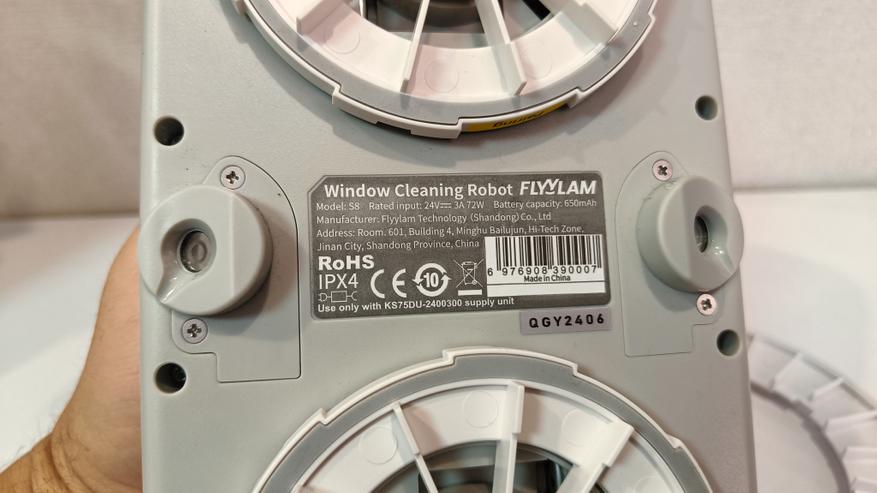 Window Cleaning Robot FLYYLAM
Model: S8 Rated input: 24V⎓3A 72W Battery capacity: 650mAh
Manufacturer: Flyylam Technology (Shandong) Co., Ltd
Address: Room. 601, Building 4, Minghu Bailujun, Hi-Tech Zone,
Jinan City, Shandong Province, China
RoHS
IPX4
CE
10
6 976908 390007
Made in China
Use only with KS75DU-2400300 supply unit
QGY2406